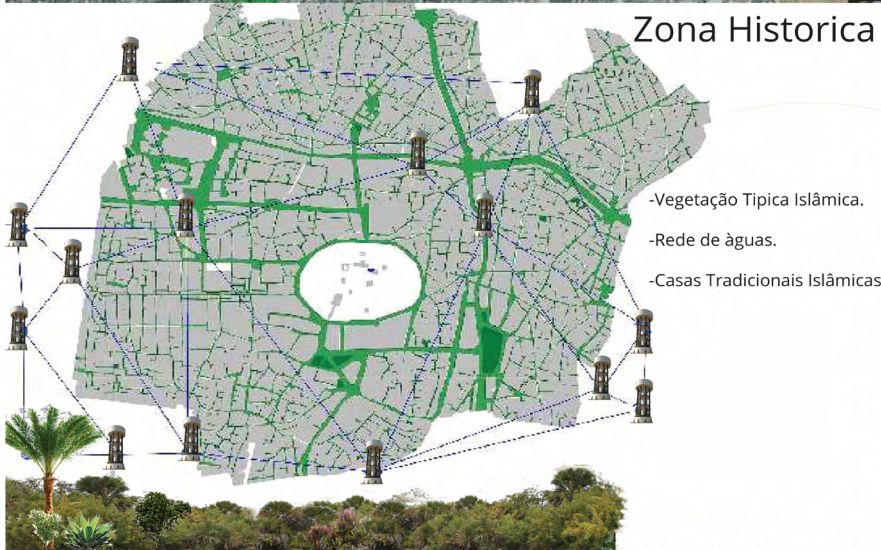 Zona Historica
-Vegetação Tipica Islâmica.
-Rede de àguas.
-Casas Tradicionais Islâmicas